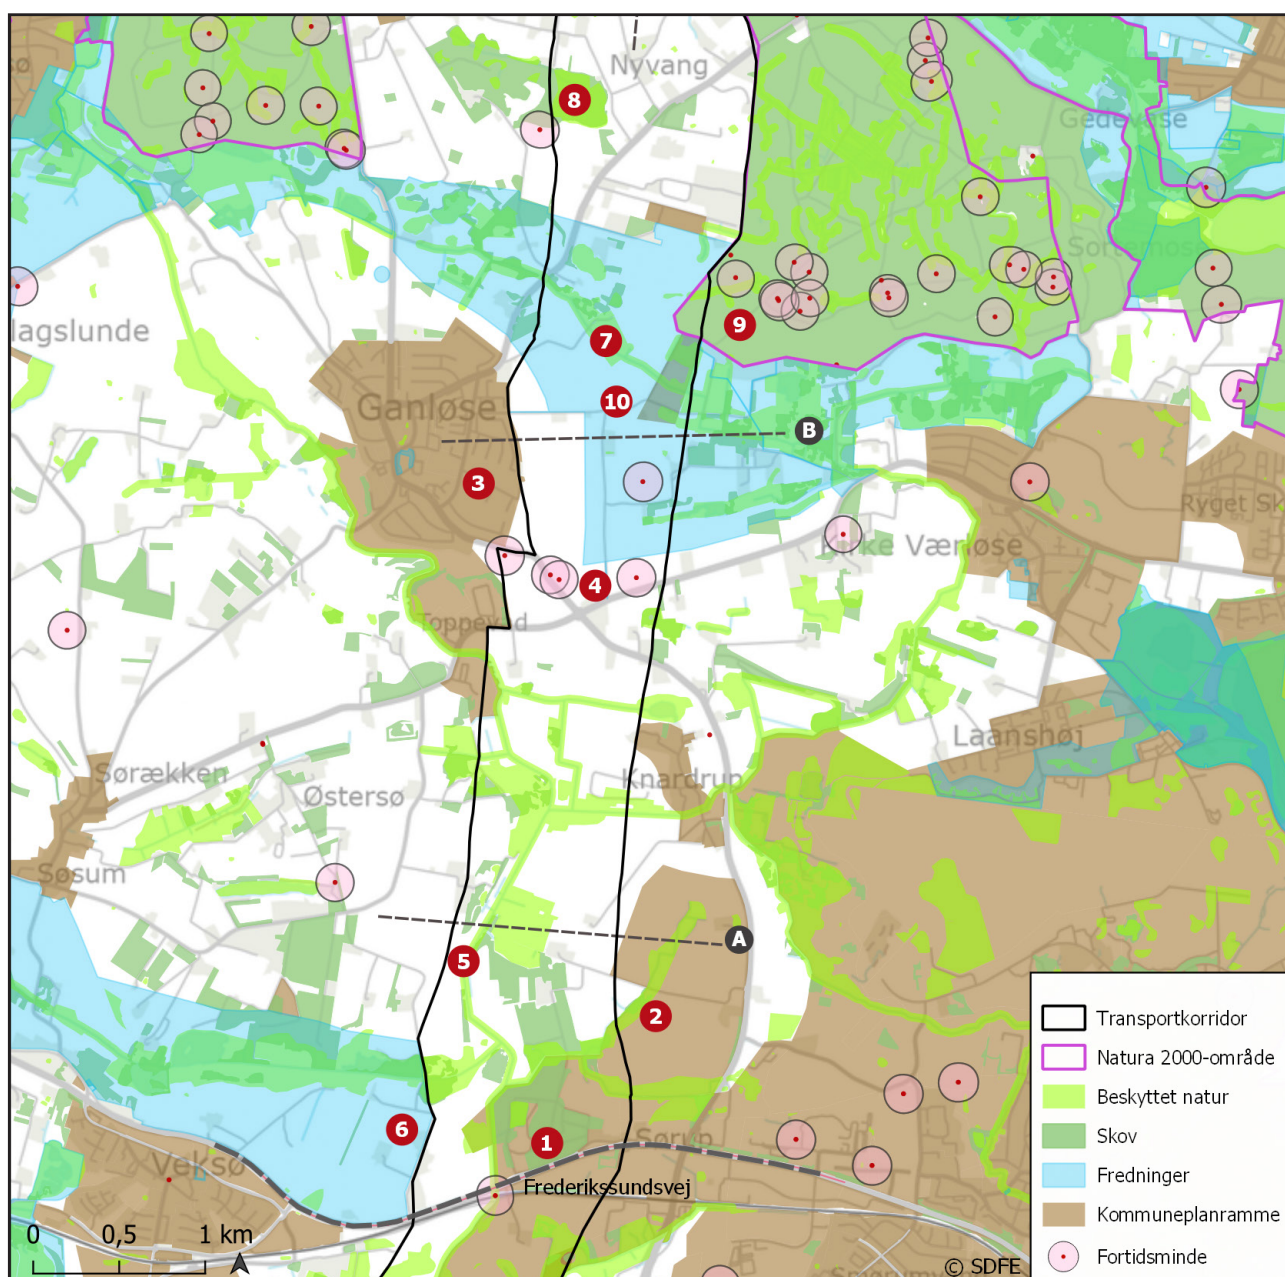 Nyvang
8
Gedevase
Sortemose
9
7
10
lagslunde
Ganløse
B
3
Ryget Sk
Kirke Værløse
4
Toppevad
Laanshøj
Knardrup
Sørækken
Østersø
Søsum
A
5
2
6
1
Sørup
Veksø
Frederikssundsvej
0 0,5 1 km
Transportkorridor
Natura 2000-område
Beskyttet natur
Skov
Fredninger
Kommuneplanramme
Fortidsminde
© SDFE